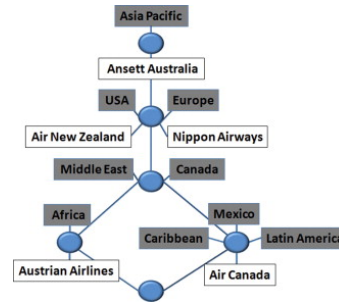 Asia Pacific
Ansett Australia
USA Europe
Air New Zealand Nippon Airways
Middle East Canada
Africa Mexico
Caribbean Latin America
Austrian Airlines Air Canada